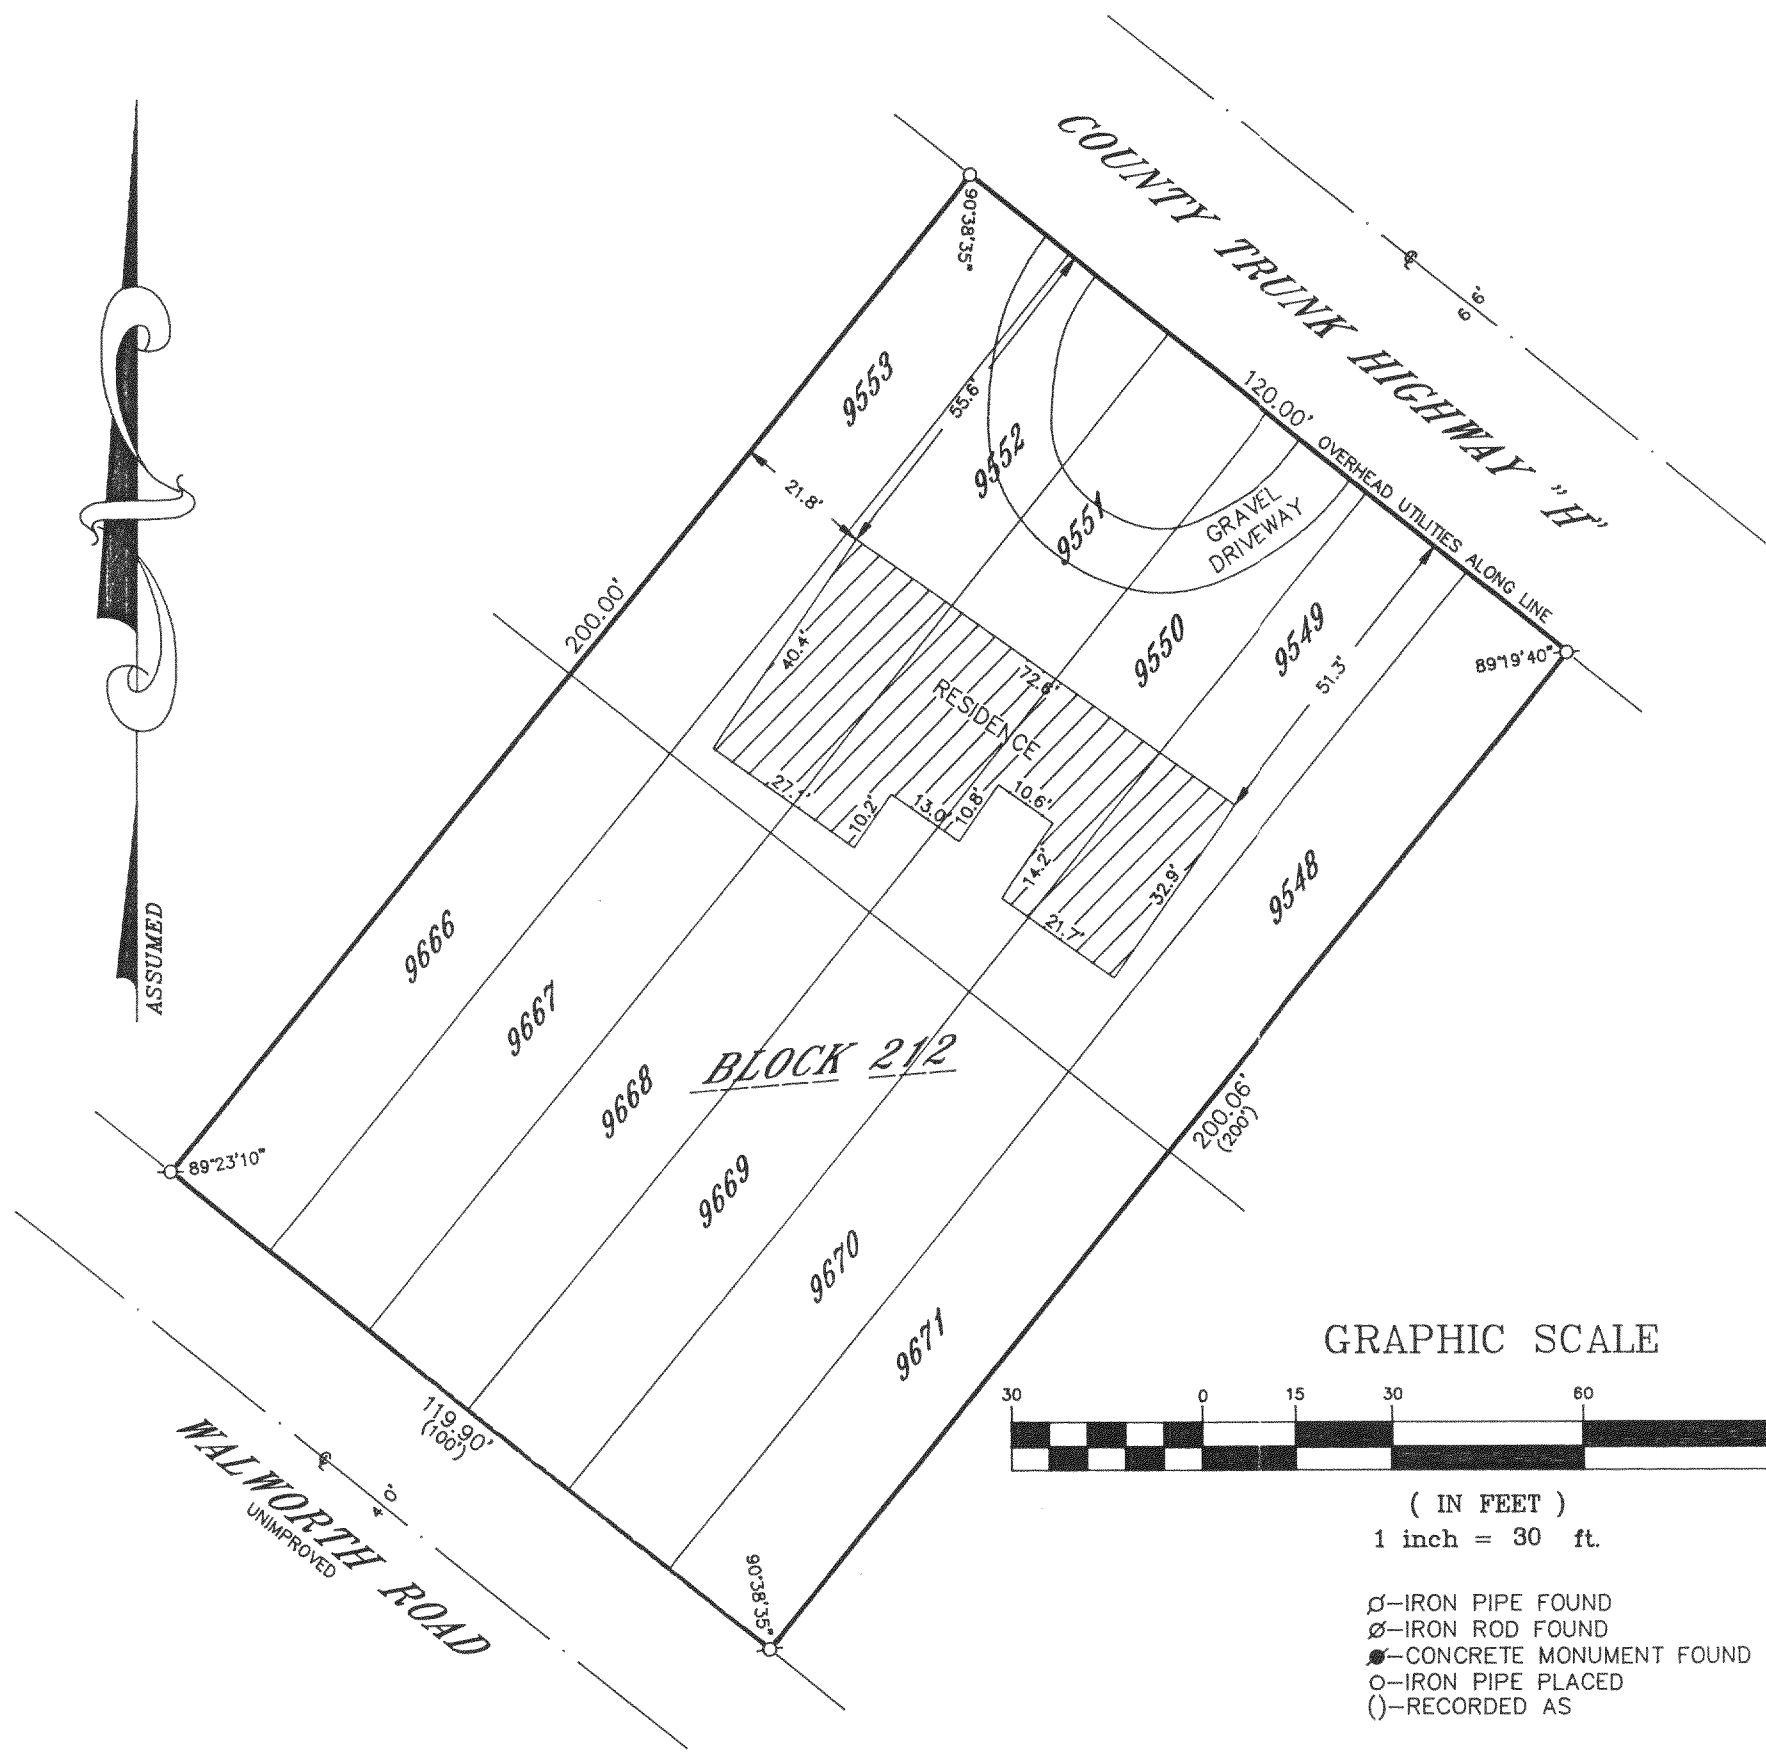 COUNTY TRUNK HIGHWAY "H"
℄
66'
90°38'35"
120.00'
OVERHEAD UTILITIES ALONG LINE
9553
55.6'
9552
9551
GRAVEL
DRIVEWAY
21.8'
9550
9549
51.3'
89°19'40"
200.00'
40.4'
72.6'
RESIDENCE
27.1'
10.2'
13.0'
10.8'
10.6'
14.2'
32.9'
21.7'
9548
ASSUMED
9666
9667
9668
BLOCK 212
9669
9670
9671
200.06'
(200')
89°23'10"
119.90'
(100')
90°38'35"
WALWORTH ROAD
UNIMPROVED
℄
40'
GRAPHIC SCALE
30 0 15 30 60
( IN FEET )
1 inch = 30 ft.
-IRON PIPE FOUND
-IRON ROD FOUND
-CONCRETE MONUMENT FOUND
○-IRON PIPE PLACED
()-RECORDED AS